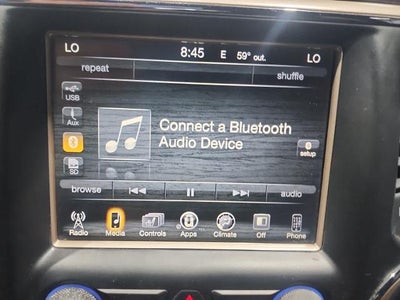 LO 8:45 E 59° out. LO
repeat shuffle
USB
Aux
Connect a Bluetooth
Audio Device
setup
SD
browse audio
Radio Media Controls Apps Climate Off Phone